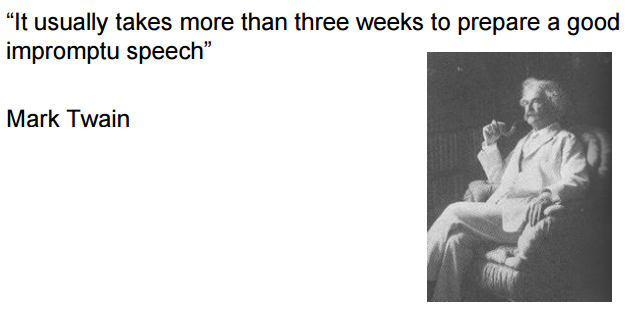 “It usually takes more than three weeks to prepare a good
impromptu speech”
Mark Twain